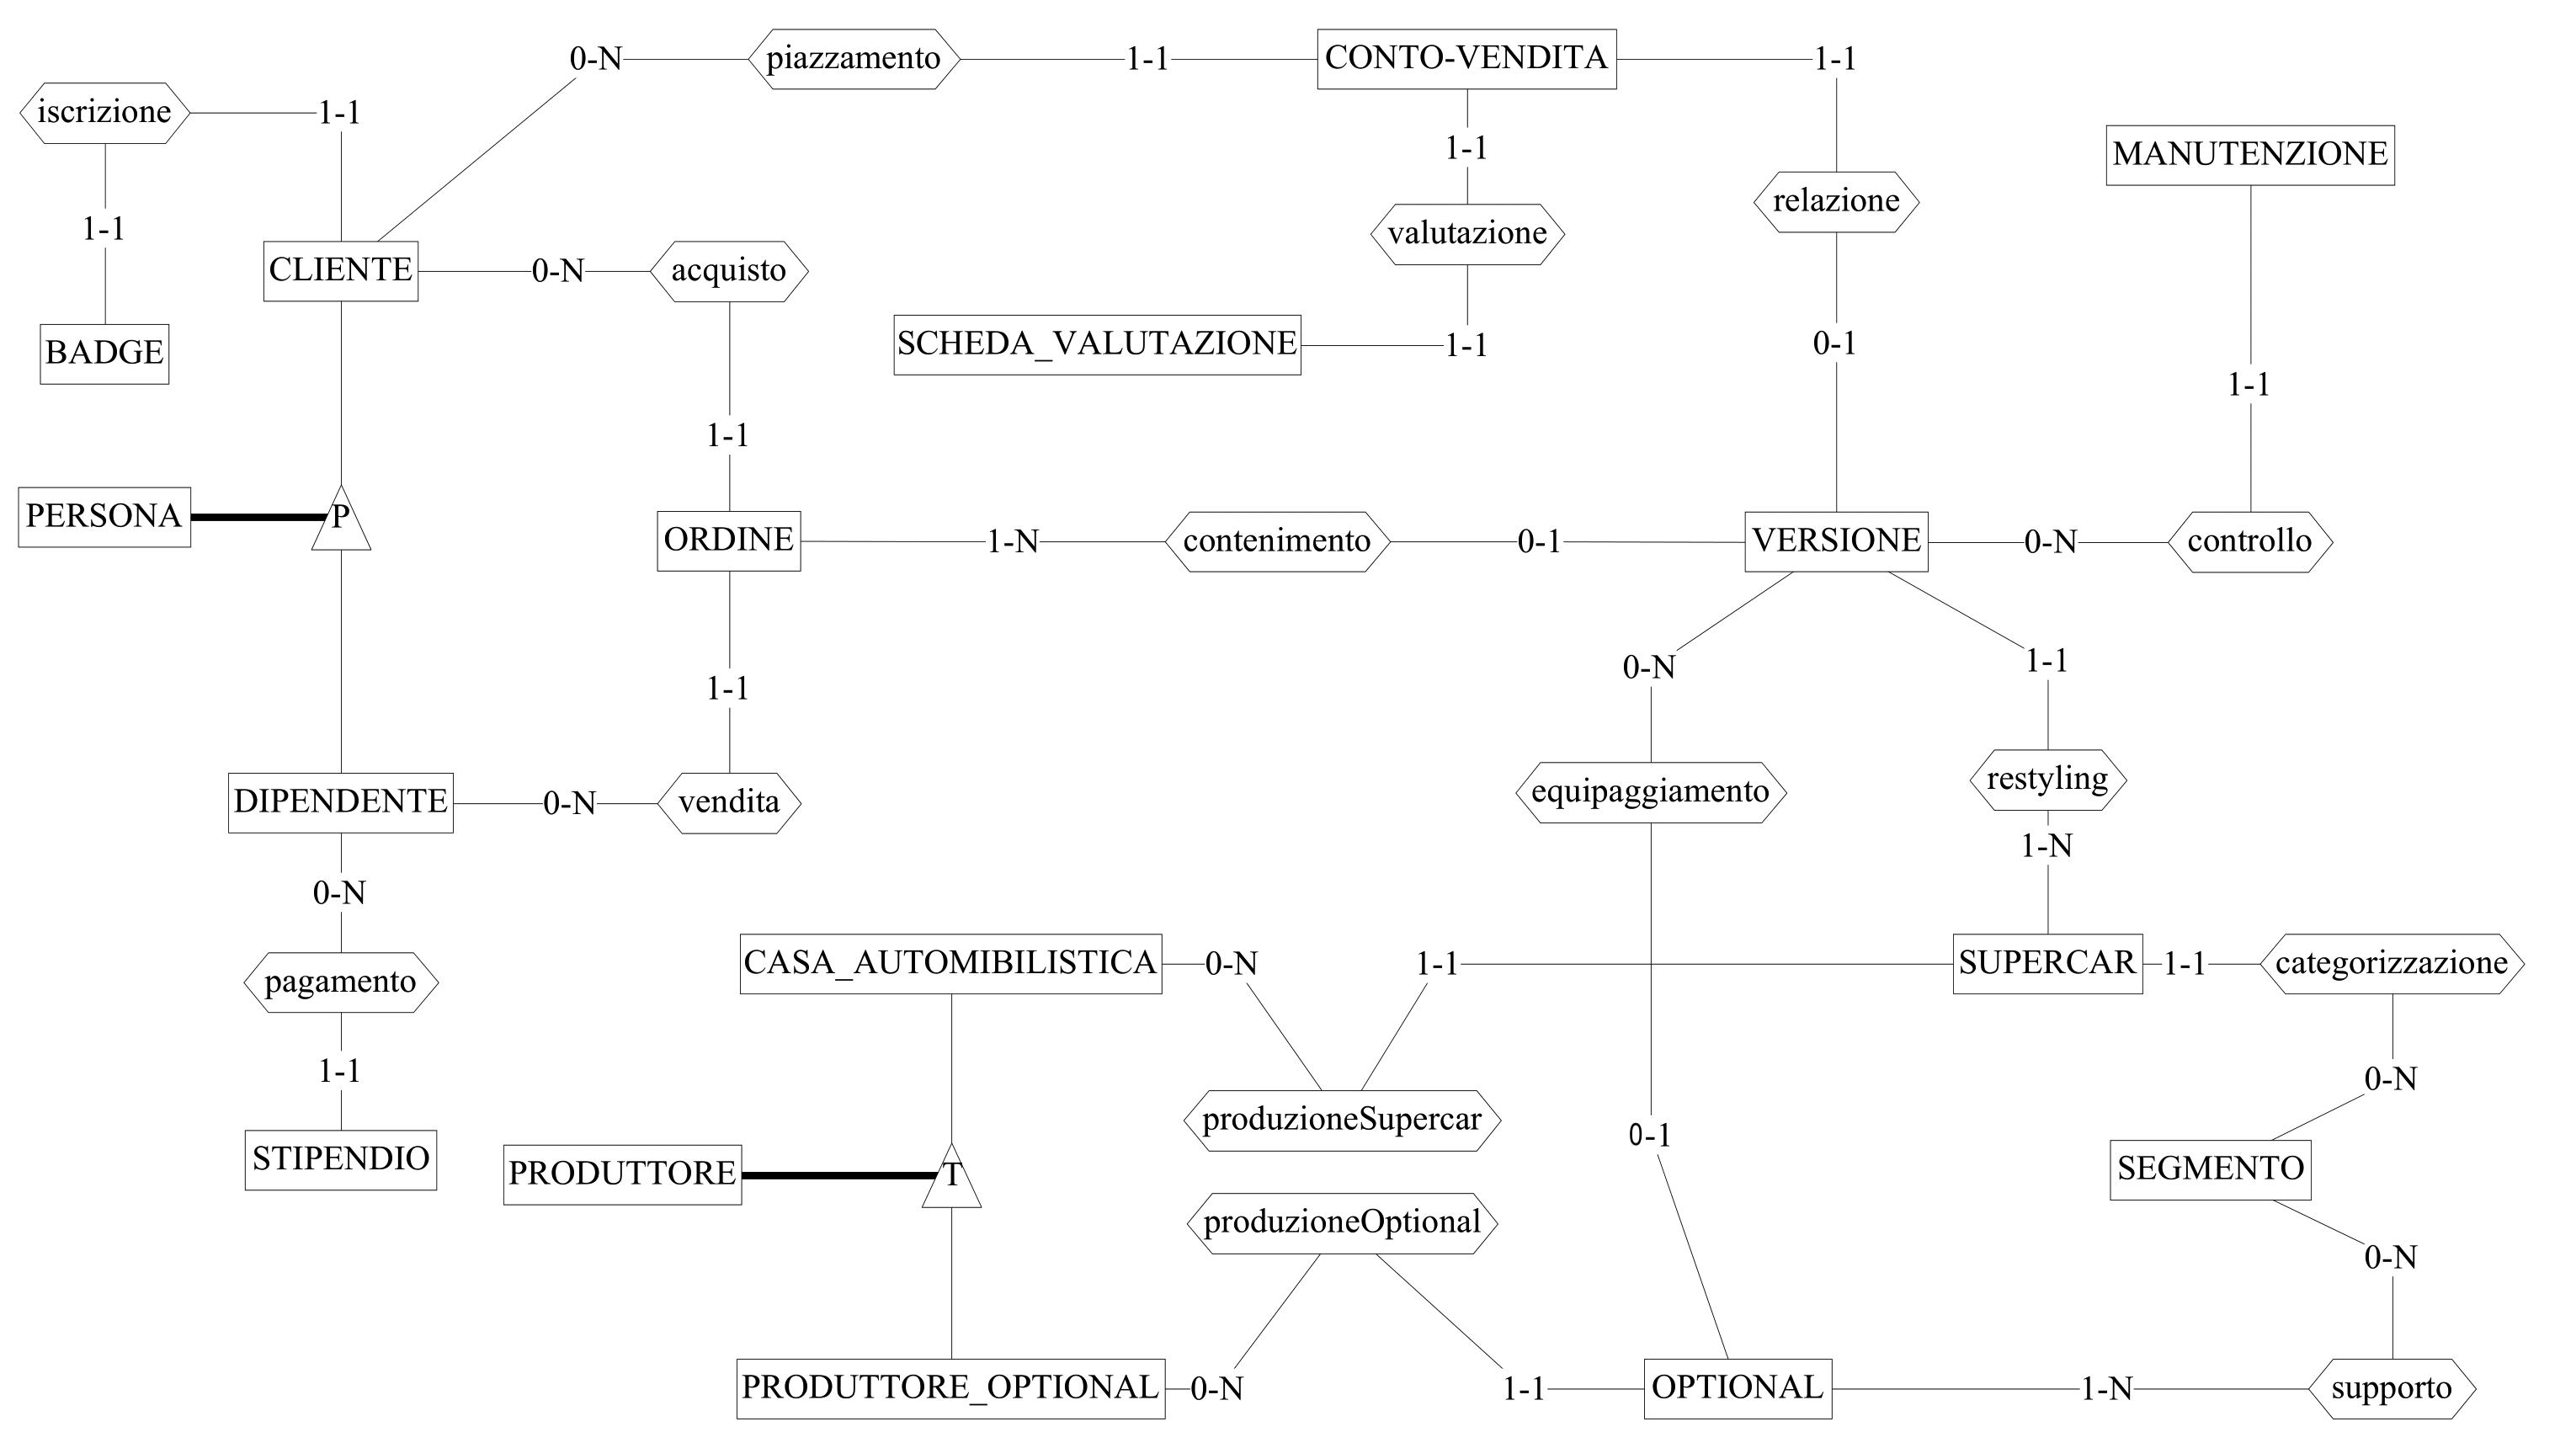 0-N
piazzamento
1-1
CONTO-VENDITA
1-1
iscrizione
1-1
1-1
MANUTENZIONE
relazione
1-1
valutazione
CLIENTE
0-N
acquisto
BADGE
SCHEDA_VALUTAZIONE
1-1
0-1
1-1
1-1
PERSONA
P
ORDINE
1-N
contenimento
0-1
VERSIONE
0-N
controllo
0-N
1-1
1-1
DIPENDENTE
0-N
vendita
equipaggiamento
restyling
0-N
1-N
pagamento
CASA_AUTOMIBILISTICA
0-N
1-1
SUPERCAR
1-1
categorizzazione
1-1
0-N
produzioneSupercar
0-1
STIPENDIO
PRODUTTORE
T
SEGMENTO
produzioneOptional
0-N
PRODUTTORE_OPTIONAL
0-N
1-1
OPTIONAL
1-N
supporto